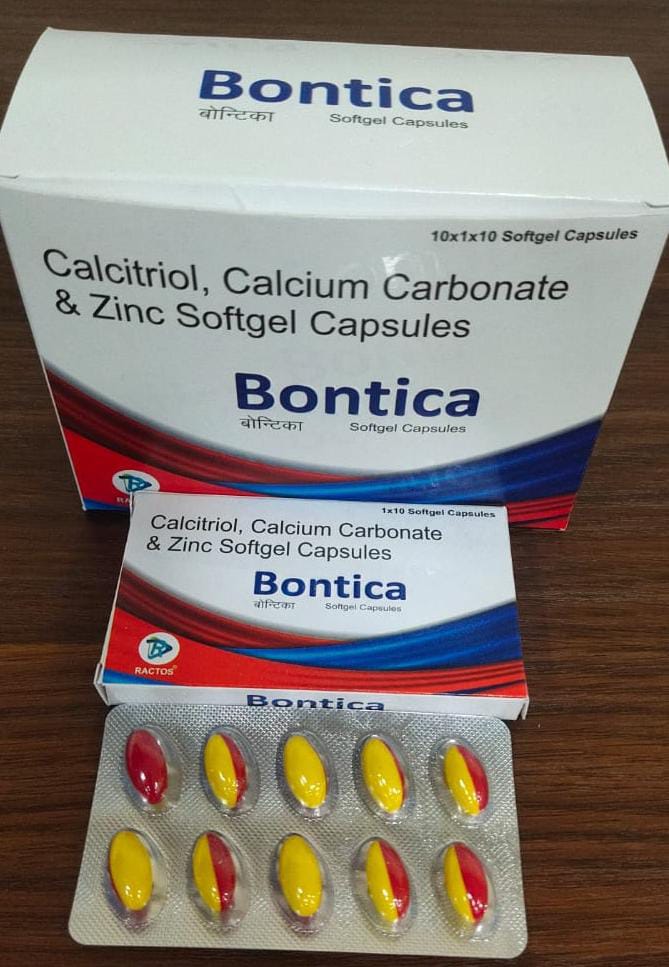 Bontica
बोन्टिका Softgel Capsules
10x1x10 Softgel Capsules
Calcitriol, Calcium Carbonate
& Zinc Softgel Capsules
Bontica
बोन्टिका Softgel Capsules
1x10 Softgel Capsules
Calcitriol, Calcium Carbonate
& Zinc Softgel Capsules
Bontica
बोन्टिका Softgel Capsules
RACTOS
Bontica